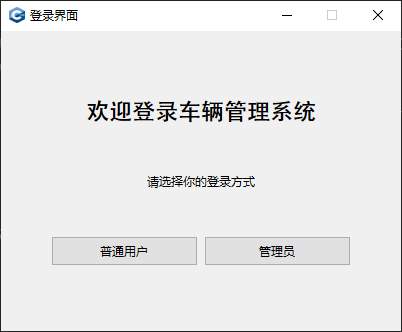 登录界面
欢迎登录车辆管理系统
请选择你的登录方式
普通用户
管理员